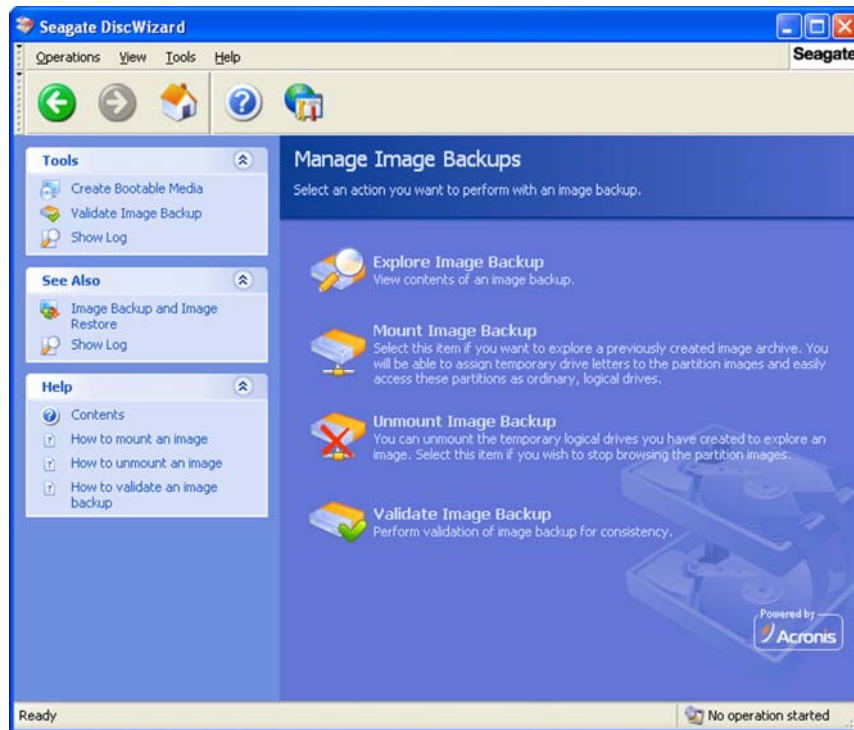 Seagate DiscWizard
Operations View Tools Help
Seagate
Tools
Create Bootable Media
Validate Image Backup
Show Log
See Also
Image Backup and Image
Restore
Show Log
Help
Contents
How to mount an image
How to unmount an image
How to validate an image
backup
Manage Image Backups
Select an action you want to perform with an image backup.
Explore Image Backup
View contents of an image backup.
Mount Image Backup
Select this item if you want to explore a previously created image archive. You
will be able to assign temporary drive letters to the partition images and easily
access these partitions as ordinary, logical drives.
Unmount Image Backup
You can unmount the temporary logical drives you have created to explore an
image. Select this item if you wish to stop browsing the partition images.
Validate Image Backup
Perform validation of image backup for consistency.
Powered by
Acronis
Ready
No operation started